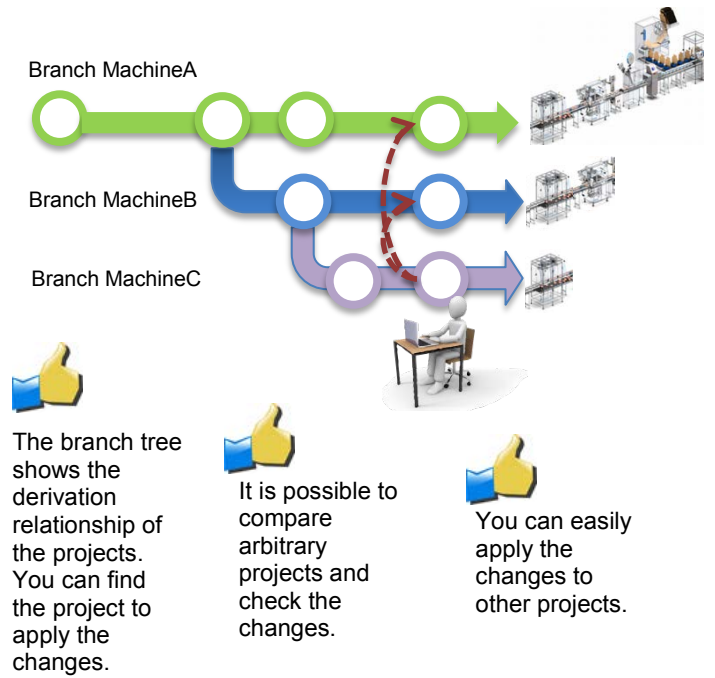 Branch MachineA
Branch MachineB
Branch MachineC
The branch tree
shows the
derivation
relationship of
the projects.
You can find
the project to
apply the
changes.
It is possible to
compare
arbitrary
projects and
check the
changes.
You can easily
apply the
changes to
other projects.